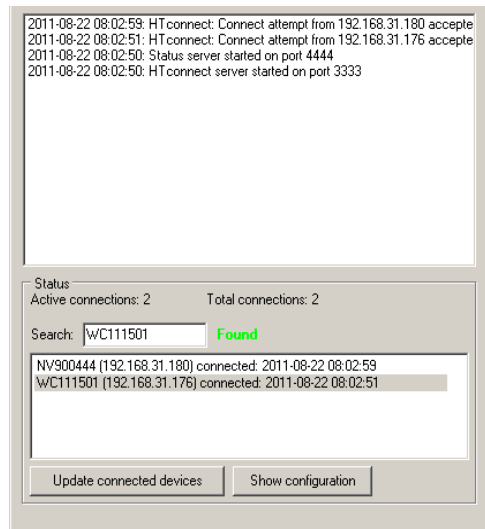 2011-08-22 08:02:59: HTconnect: Connect attempt from 192.168.31.180 accepte
2011-08-22 08:02:51: HTconnect: Connect attempt from 192.168.31.176 accepte
2011-08-22 08:02:50: Status server started on port 4444
2011-08-22 08:02:50: HTconnect server started on port 3333
Status
Active connections: 2 Total connections: 2
Search: WC111501 Found
NV900444 (192.168.31.180) connected: 2011-08-22 08:02:59
WC111501 (192.168.31.176) connected: 2011-08-22 08:02:51
Update connected devices Show configuration